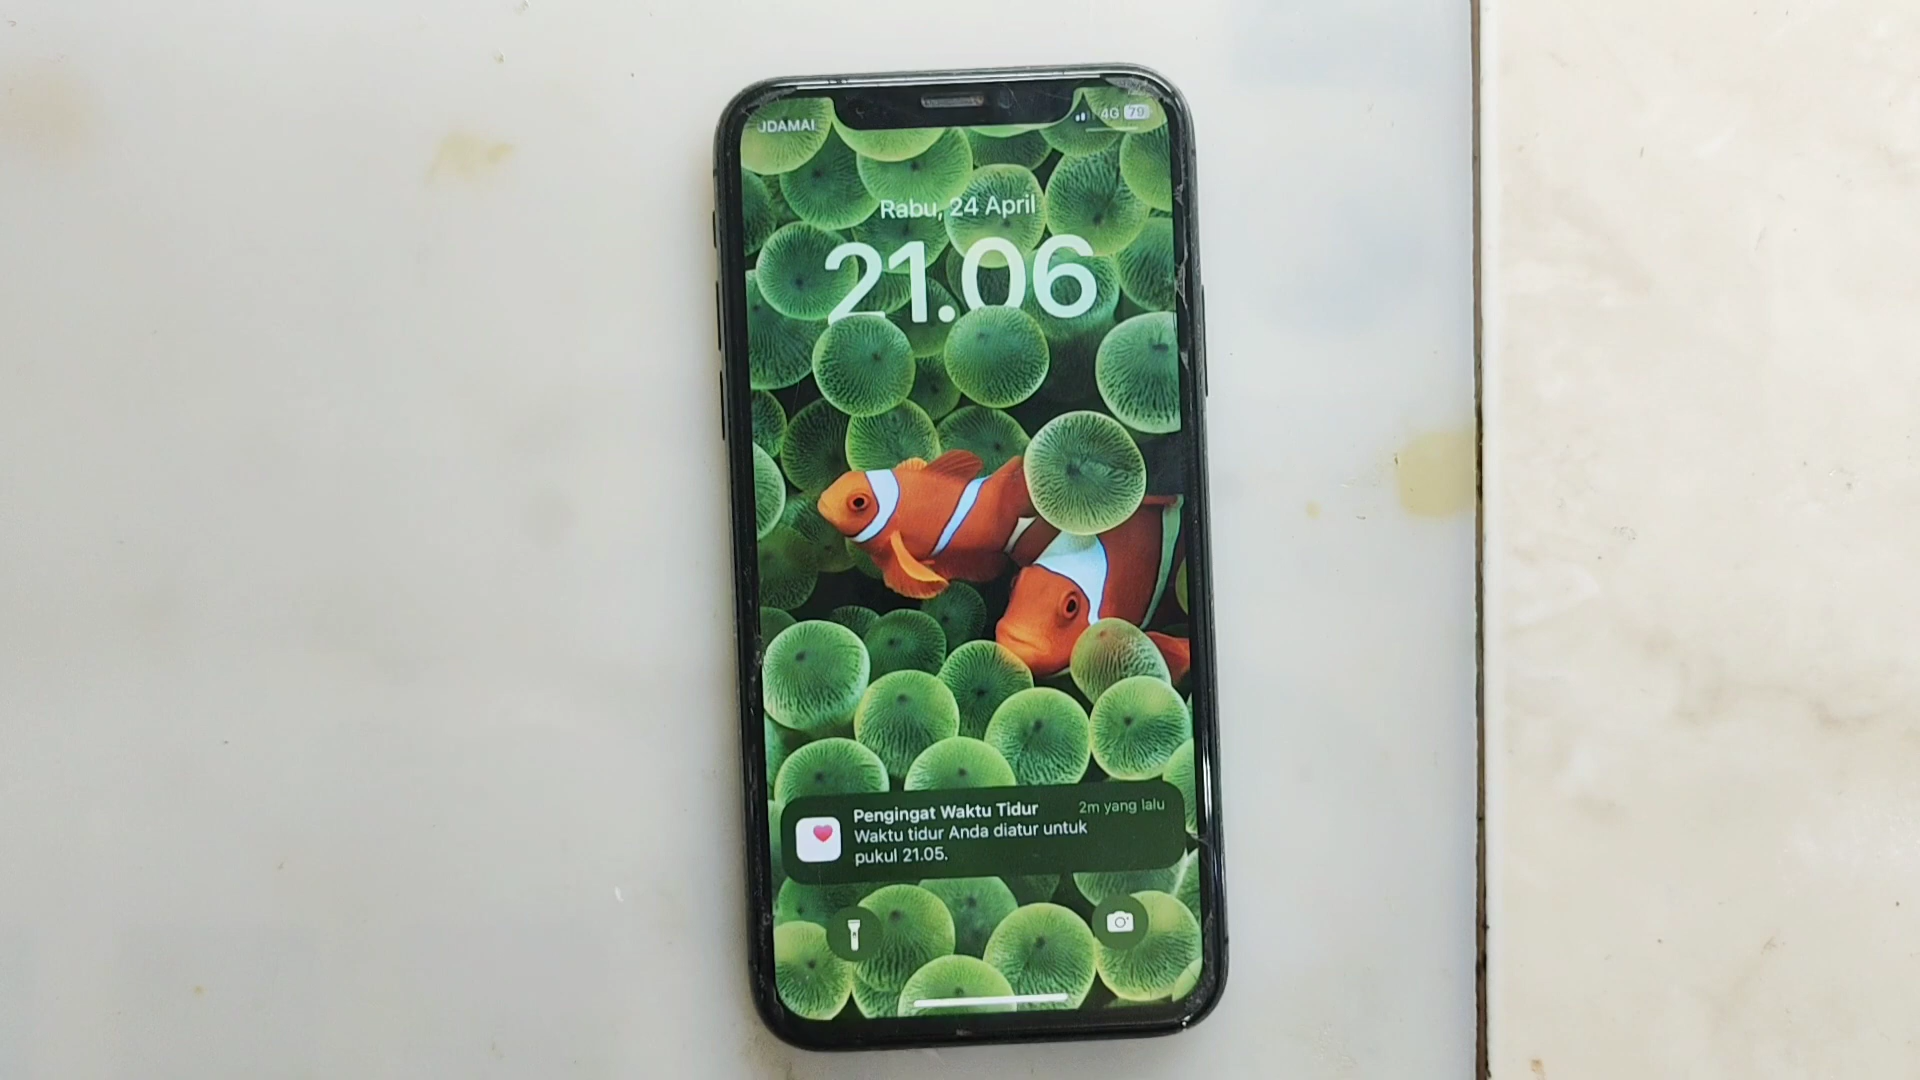 JDAMAI
4G 79
Rabu, 24 April
21.06
Pengingat Waktu Tidur 2m yang lalu
Waktu tidur Anda diatur untuk
pukul 21.05.